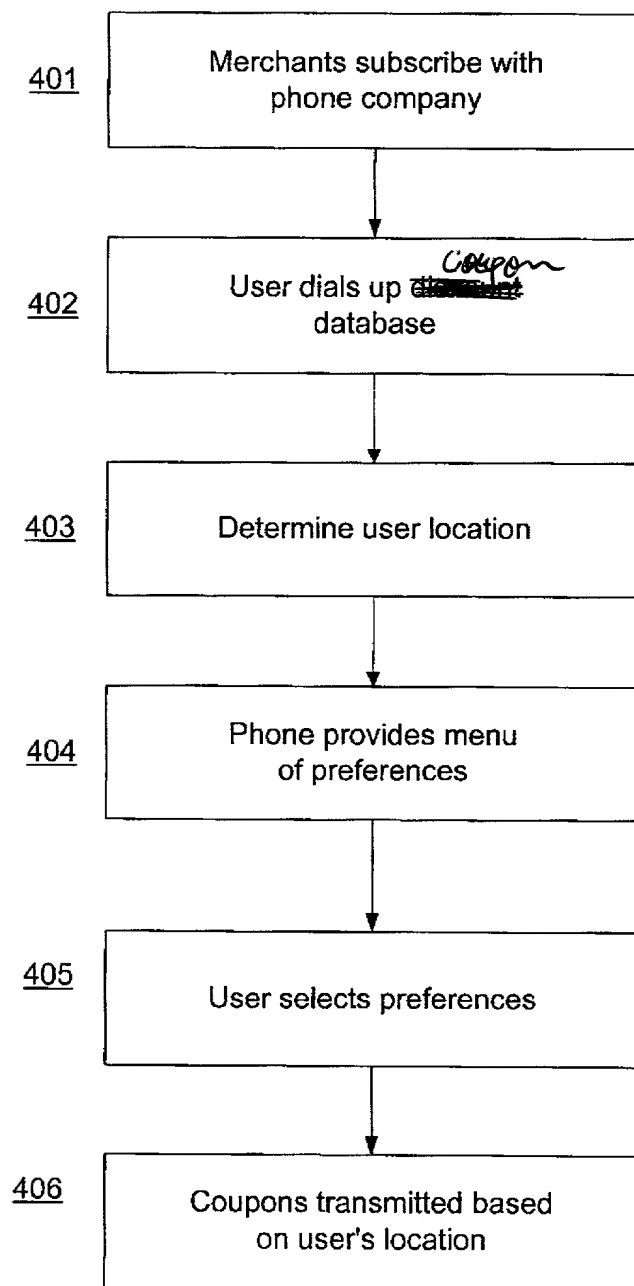 401
Merchants subscribe with
phone company
coupon
402
User dials up discount
database
403
Determine user location
404
Phone provides menu
of preferences
405
User selects preferences
406
Coupons transmitted based
on user's location